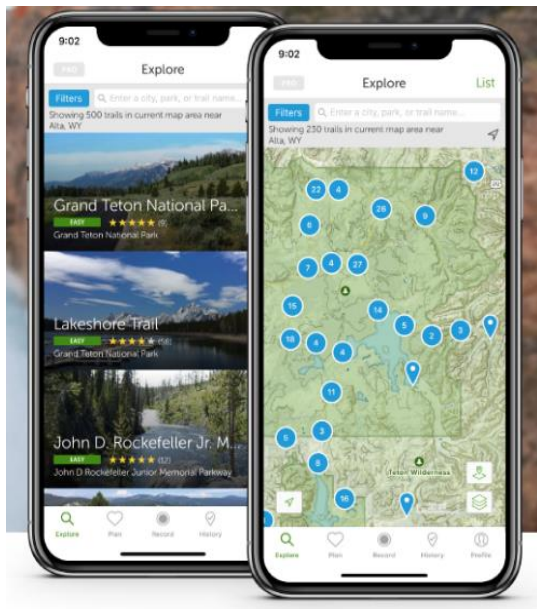 9:02
PRO
Explore
Filters
Enter a city, park, or trail name...
Showing 500 trails in current map area near
Alta, WY
Grand Teton National Pa...
EASY
(9)
Grand Teton National Park
Lakeshore Trail
EASY
Grand Teton National Park
John D. Rockefeller Jr. M...
EASY
John D Rockefeller Junior Memorial Parkway
Explore
Plan
Record
History
9:02
PRO
Explore
List
Filters
Enter a city, park, or trail name...
Showing 230 trails in current map area near
Alta, WY
12
22
4
28
9
6
7
4
27
15
14
5
2
3
18
4
4
11
3
8
Teton Wilderness
16
Explore
Plan
Record
History
Profile